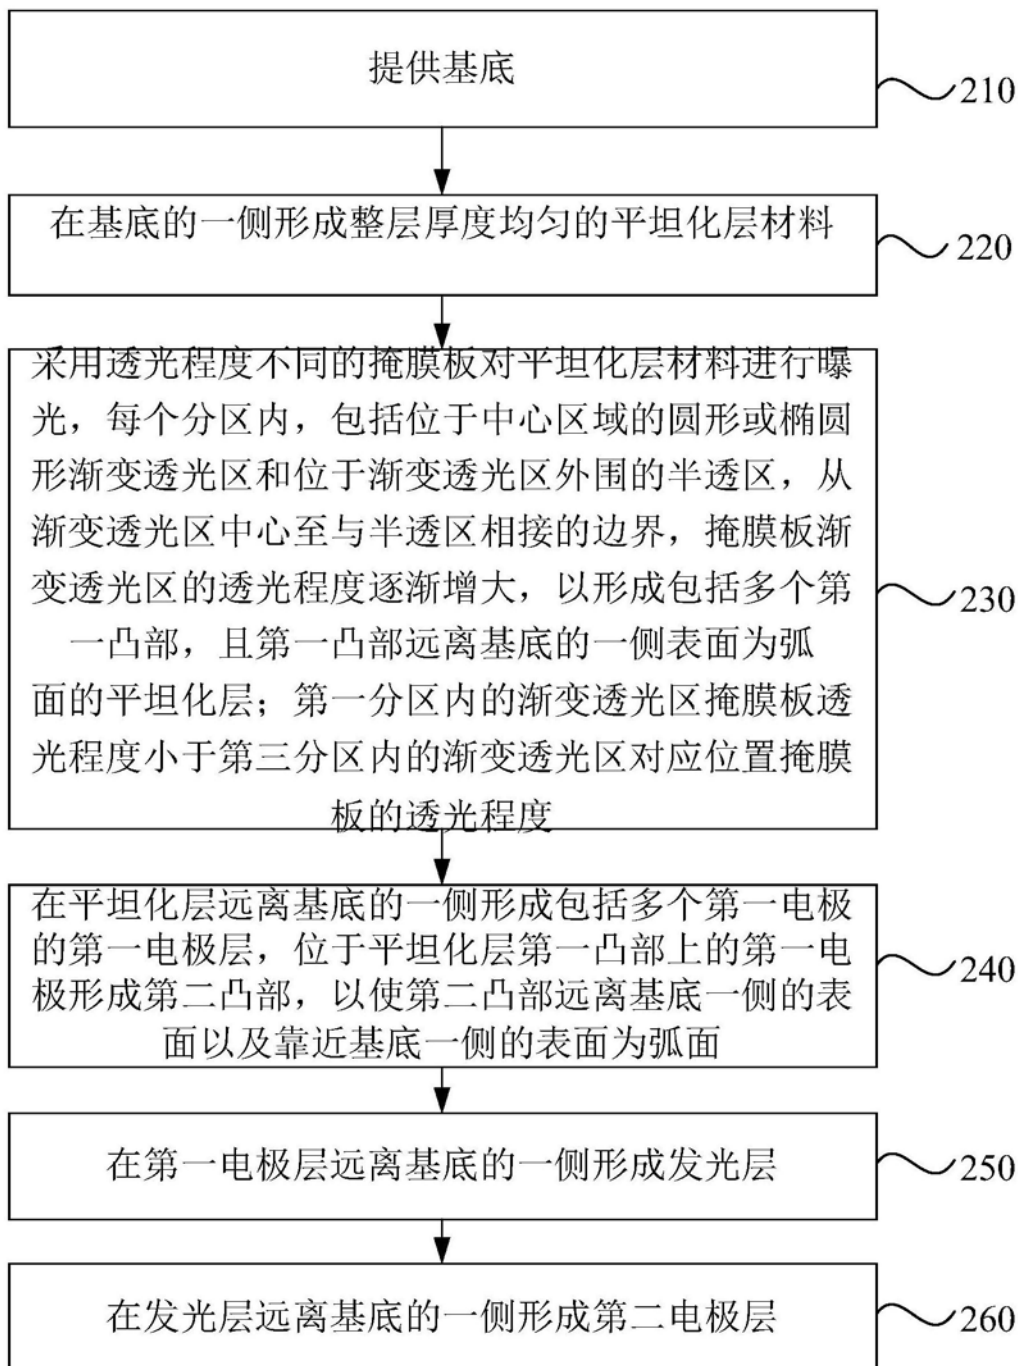 提供基底
210
在基底的一侧形成整层厚度均匀的平坦化层材料
220
采用透光程度不同的掩膜板对平坦化层材料进行曝
光，每个分区内，包括位于中心区域的圆形或椭圆
形渐变透光区和位于渐变透光区外围的半透区，从
渐变透光区中心至与半透区相接的边界，掩膜板渐
变透光区的透光程度逐渐增大，以形成包括多个第
一凸部，且第一凸部远离基底的一侧表面为弧
面的平坦化层；第一分区内的渐变透光区掩膜板透
光程度小于第三分区内的渐变透光区对应位置掩膜
板的透光程度
230
在平坦化层远离基底的一侧形成包括多个第一电极
的第一电极层，位于平坦化层第一凸部上的第一电
极形成第二凸部，以使第二凸部远离基底一侧的表
面以及靠近基底一侧的表面为弧面
240
在第一电极层远离基底的一侧形成发光层
250
在发光层远离基底的一侧形成第二电极层
260